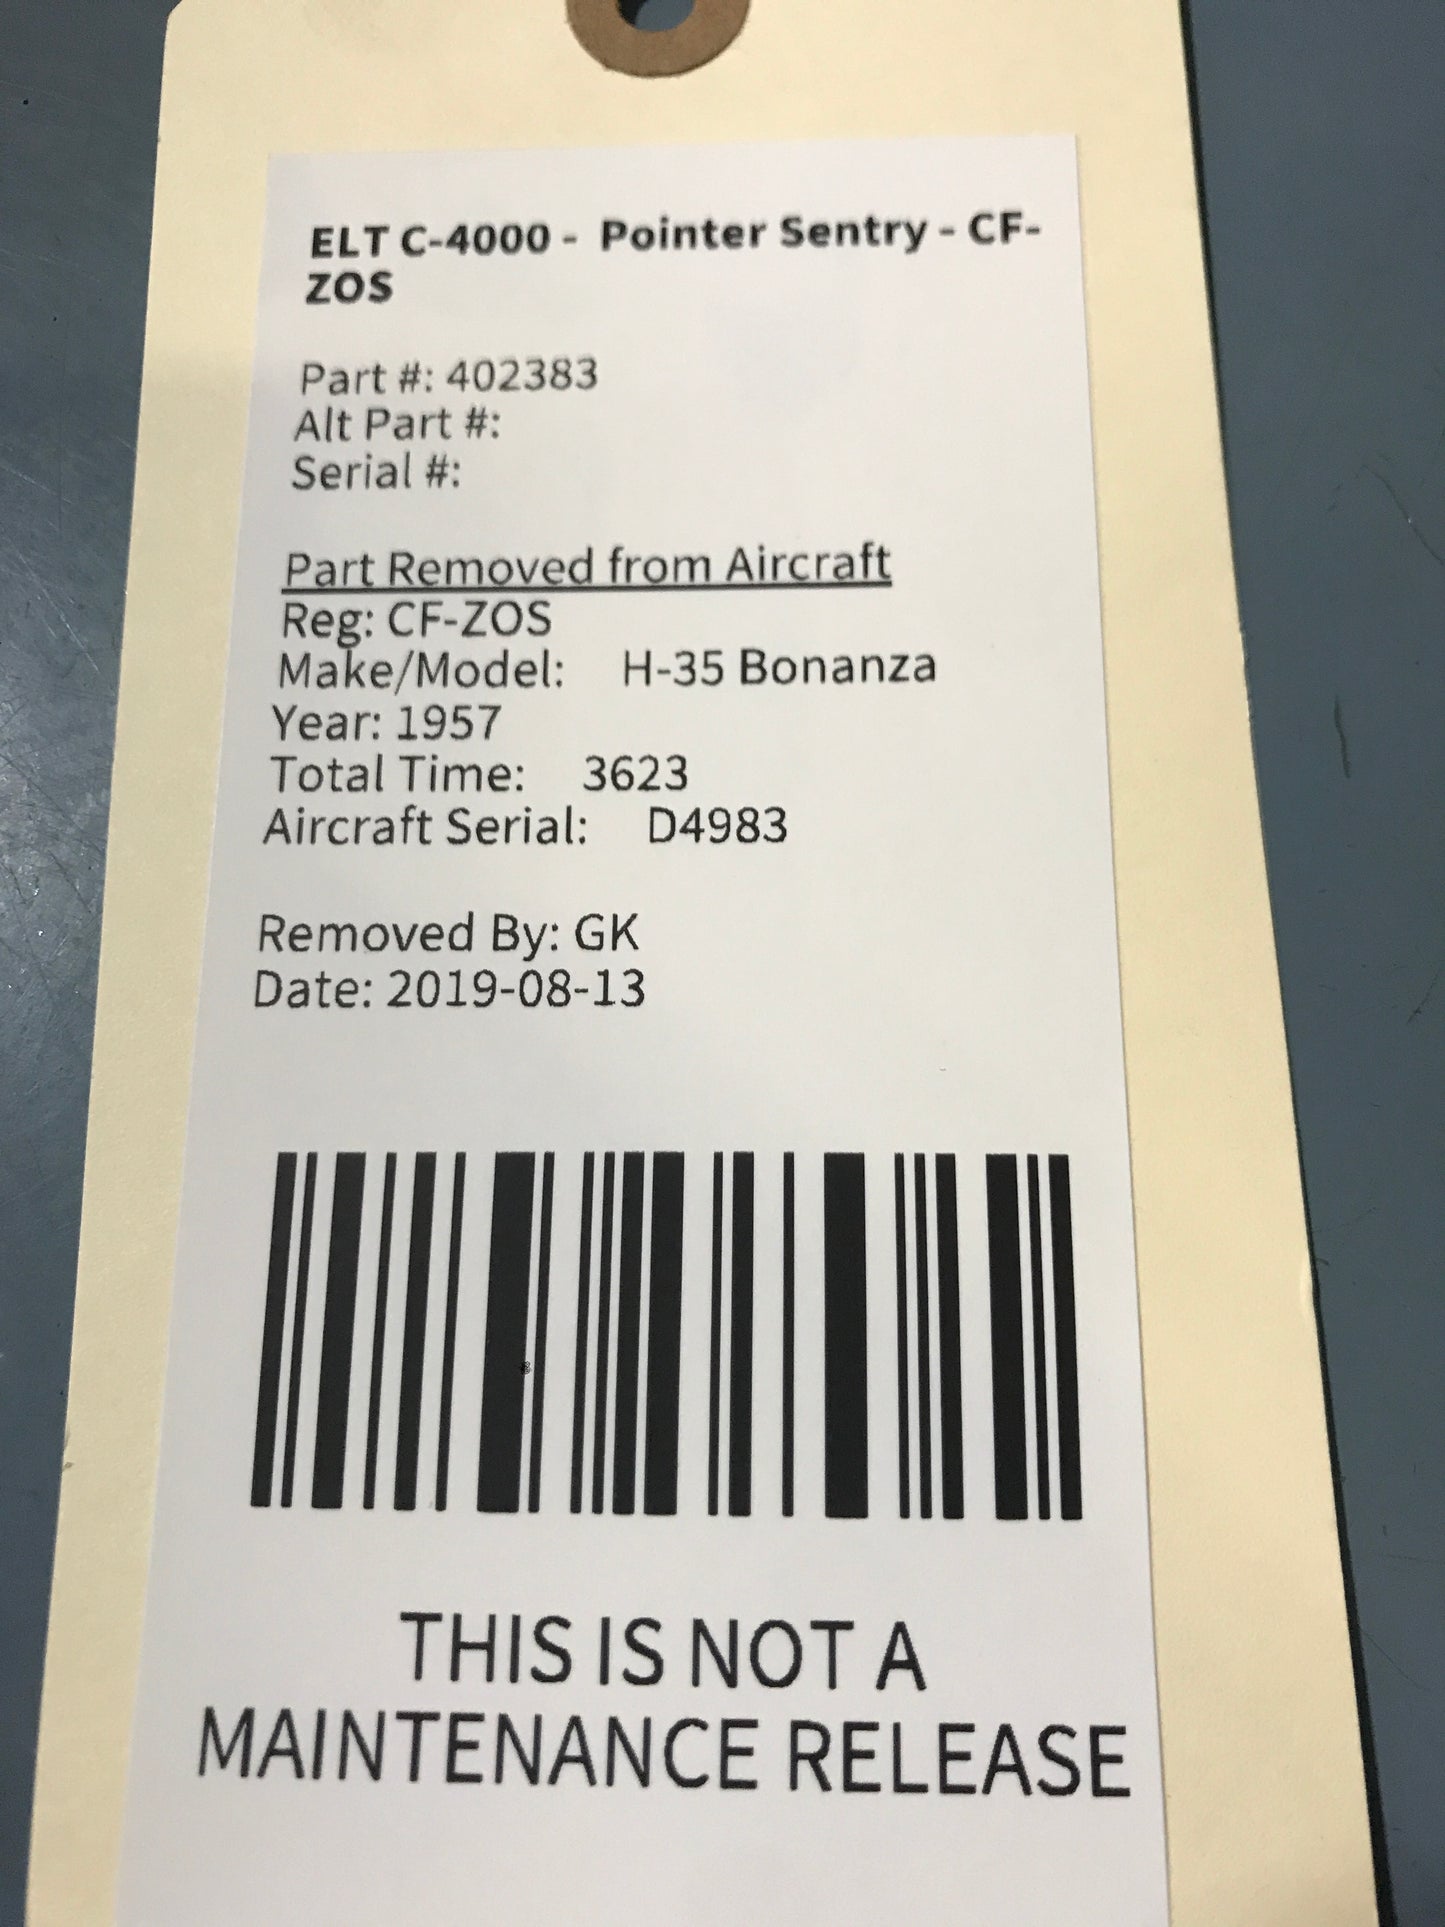 ELT C-4000 - Pointer Sentry - CF-
ZOS
Part #: 402383
Alt Part #:
Serial #:
Part Removed from Aircraft
Reg: CF-ZOS
Make/Model: H-35 Bonanza
Year: 1957
Total Time: 3623
Aircraft Serial: D4983
Removed By: GK
Date: 2019-08-13
THIS IS NOT A
MAINTENANCE RELEASE